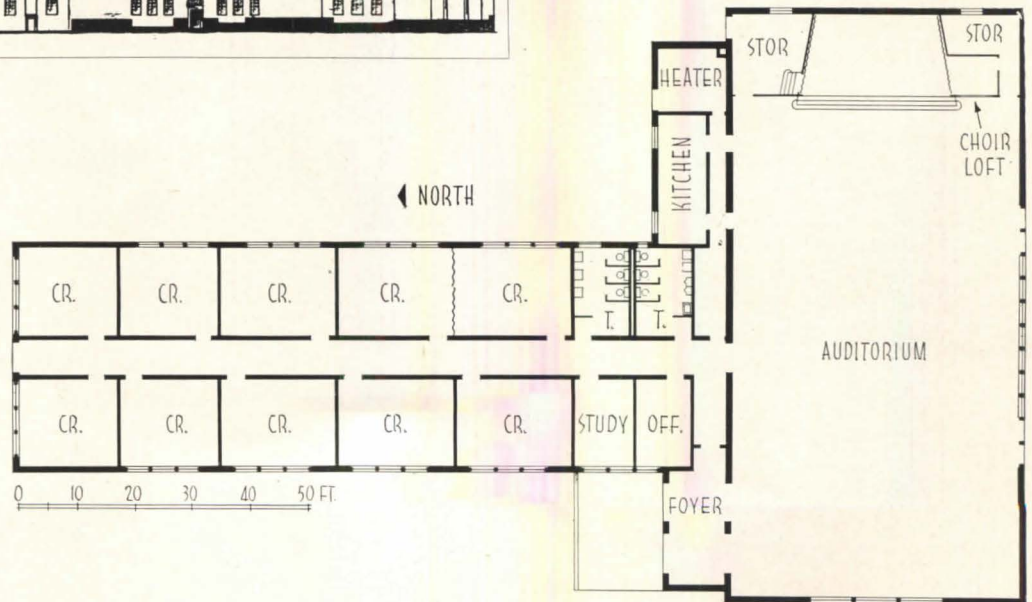 STOR
STOR
HEATER
CHOIR
LOFT
KITCHEN
NORTH
CR.
CR.
CR.
CR.
CR.
T.
T.
AUDITORIUM
CR.
CR.
CR.
CR.
CR.
STUDY
OFF.
0 10 20 30 40 50 FT.
FOYER